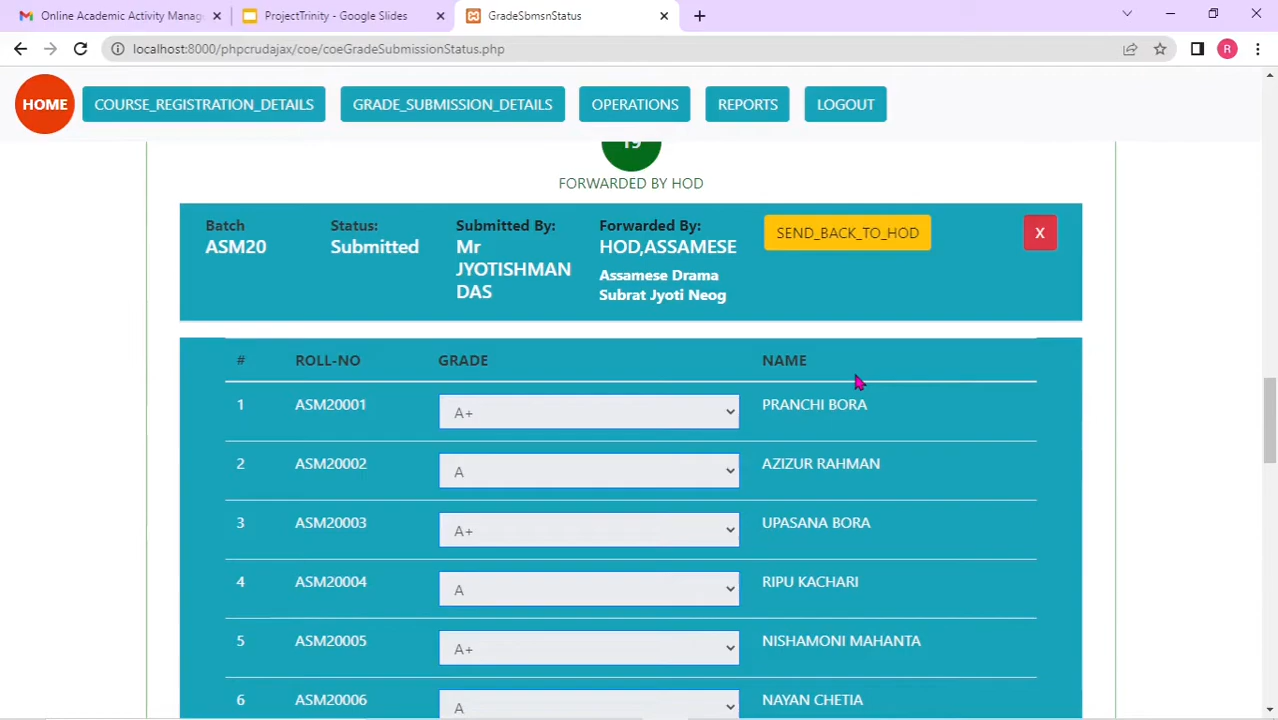 Online Academic Activity Manag
ProjectTrinity - Google Slides
GradeSbmsnStatus
localhost:8000/phpcrudajax/coe/coeGradeSubmissionStatus.php
R
HOME
COURSE_REGISTRATION_DETAILS
GRADE_SUBMISSION_DETAILS
OPERATIONS
REPORTS
LOGOUT
19
FORWARDED BY HOD
Batch
ASM20
Status:
Submitted
Submitted By:
Mr
JYOTISHMAN
DAS
Forwarded By:
HOD,ASSAMESE
Assamese Drama
Subrat Jyoti Neog
SEND_BACK_TO_HOD
X
# ROLL-NO GRADE NAME
1 ASM20001 A+ PRANCHI BORA
2 ASM20002 A AZIZUR RAHMAN
3 ASM20003 A+ UPASANA BORA
4 ASM20004 A RIPU KACHARI
5 ASM20005 A+ NISHAMONI MAHANTA
6 ASM20006 A NAYAN CHETIA